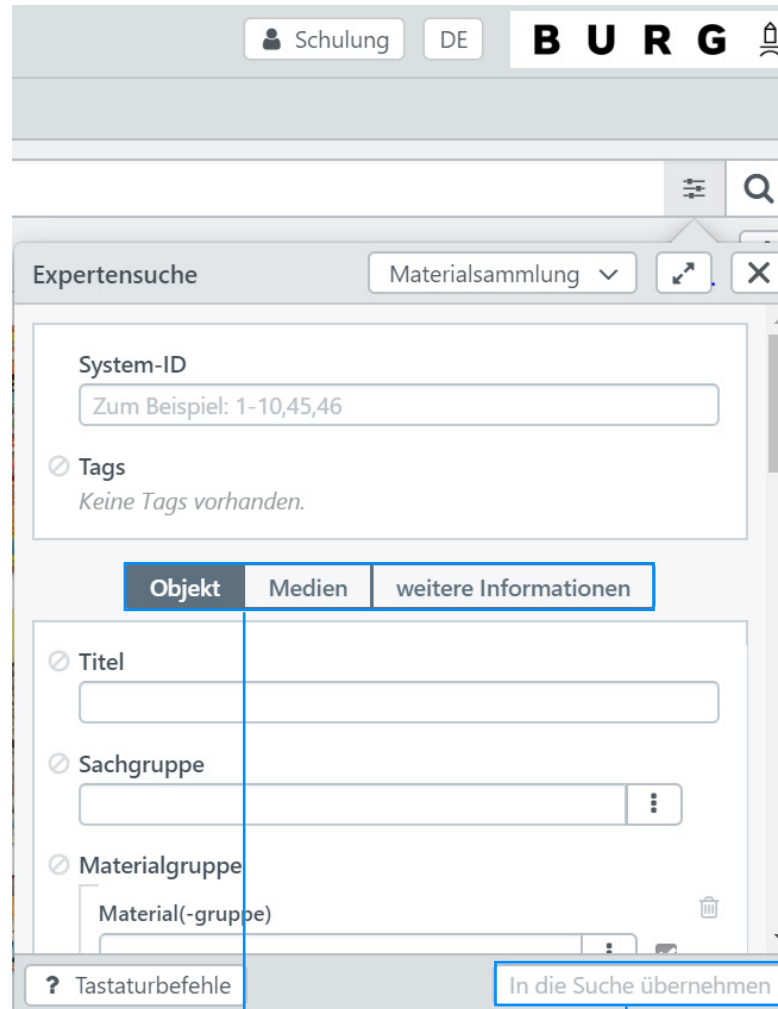 Schulung DE BURG
Expertensuche Materialsammlung
System-ID
Zum Beispiel: 1-10,45,46
Tags
Keine Tags vorhanden.
Objekt Medien weitere Informationen
Titel
Sachgruppe
Materialgruppe
Material(-gruppe)
? Tastaturbefehle In die Suche übernehmen